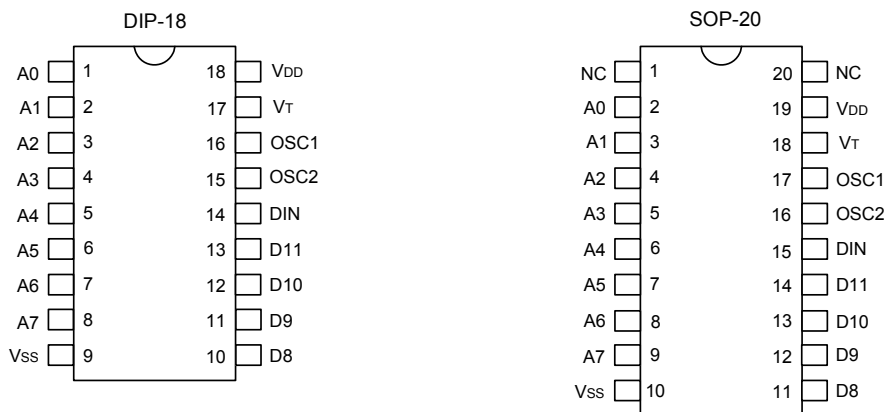 DIP-18
A0 1 18 VDD
A1 2 17 VT
A2 3 16 OSC1
A3 4 15 OSC2
A4 5 14 DIN
A5 6 13 D11
A6 7 12 D10
A7 8 11 D9
VSS 9 10 D8
SOP-20
NC 1 20 NC
A0 2 19 VDD
A1 3 18 VT
A2 4 17 OSC1
A3 5 16 OSC2
A4 6 15 DIN
A5 7 14 D11
A6 8 13 D10
A7 9 12 D9
VSS 10 11 D8